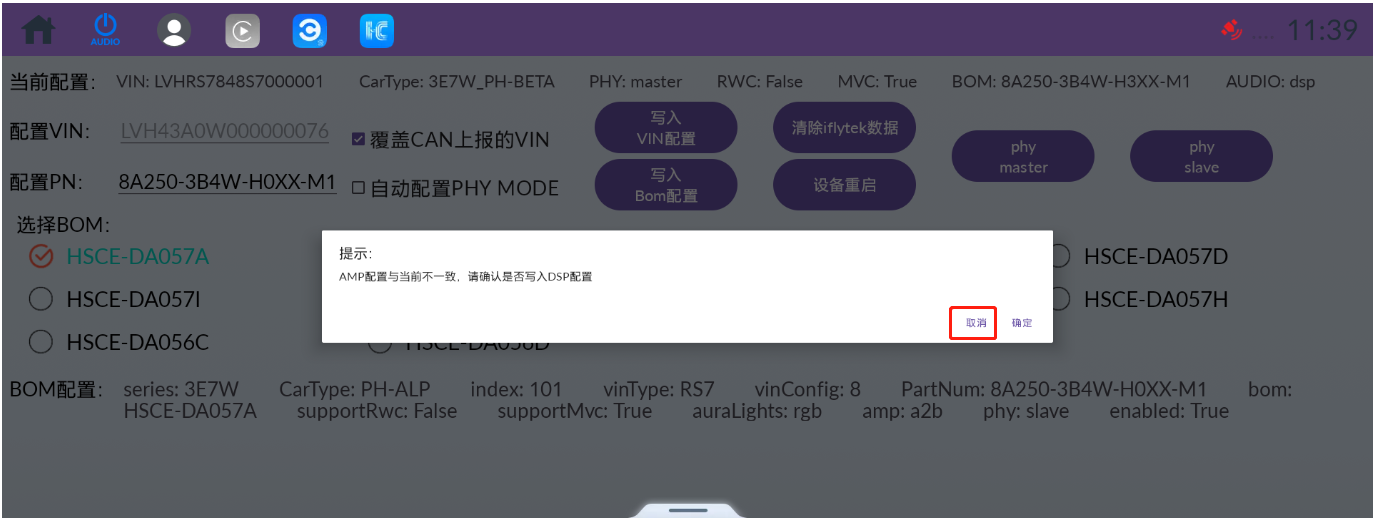 AUDIO
11:39
当前配置: VIN: LVHRS7848S7000001 CarType: 3E7W_PH-BETA PHY: master RWC: False MVC: True BOM: 8A250-3B4W-H3XX-M1 AUDIO: dsp
配置VIN: LVH43A0W000000076 覆盖CAN上报的VIN
写入
VIN配置
清除iflytek数据
phy
master
phy
slave
配置PN: 8A250-3B4W-H0XX-M1 自动配置PHY MODE
写入
Bom配置
设备重启
选择BOM:
HSCE-DA057A
HSCE-DA057D
HSCE-DA057I
HSCE-DA057H
HSCE-DA056C
提示:
AMP配置与当前不一致，请确认是否写入DSP配置
取消 确定
BOM配置: series: 3E7W CarType: PH-ALP index: 101 vinType: RS7 vinConfig: 8 PartNum: 8A250-3B4W-H0XX-M1 bom:
HSCE-DA057A supportRwc: False supportMvc: True auraLights: rgb amp: a2b phy: slave enabled: True